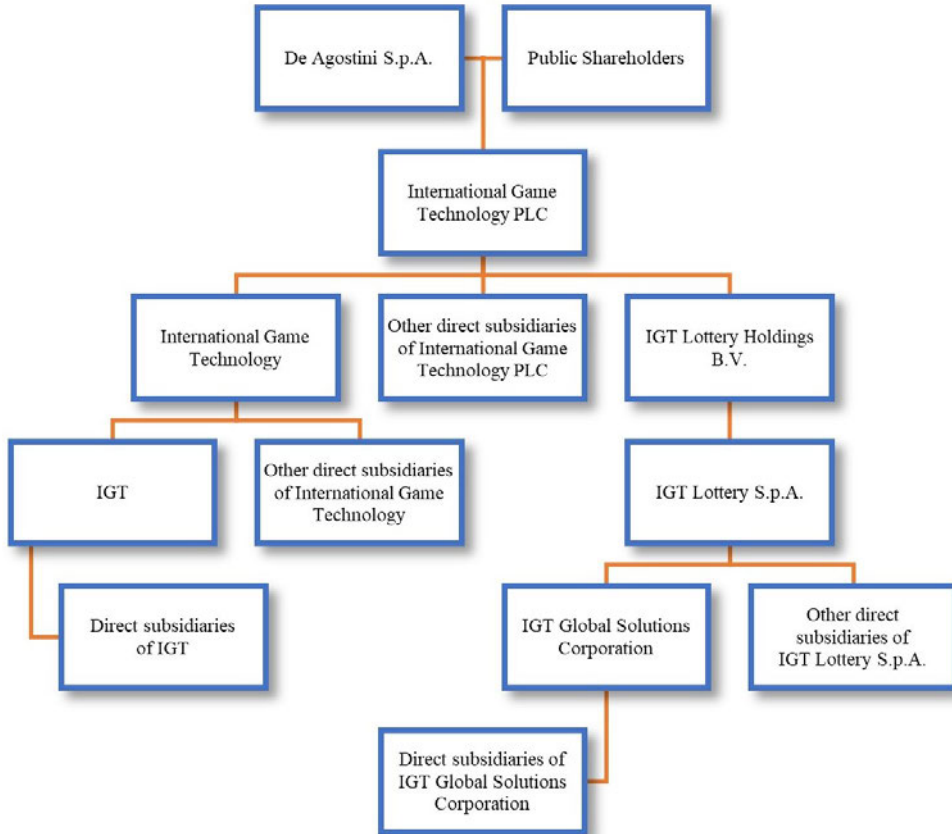 De Agostini S.p.A.
Public Shareholders
International Game
Technology PLC
International Game
Technology
Other direct subsidiaries
of International Game
Technology PLC
IGT Lottery Holdings
B.V.
IGT
Other direct subsidiaries
of International Game
Technology
IGT Lottery S.p.A.
Direct subsidiaries
of IGT
IGT Global Solutions
Corporation
Other direct
subsidiaries of
IGT Lottery S.p.A.
Direct subsidiaries of
IGT Global Solutions
Corporation